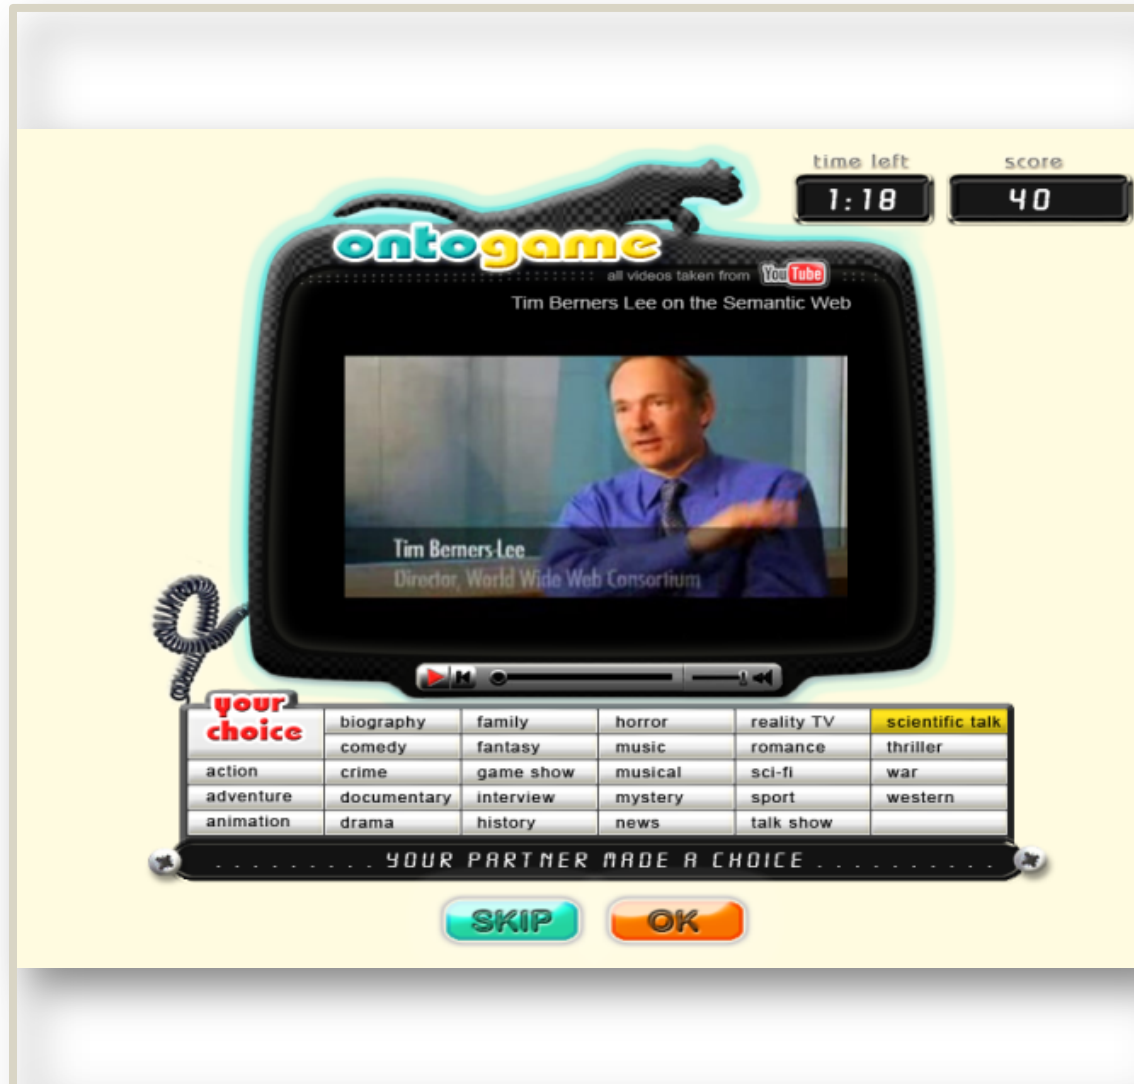 time left
score
1:18
40
ontogame
all videos taken from YouTube
Tim Berners Lee on the Semantic Web
Tim Berners-Lee
Director, World Wide Web Consortium
your choice
biography family horror reality TV scientific talk
comedy fantasy music romance thriller
action crime game show musical sci-fi war
adventure documentary interview mystery sport western
animation drama history news talk show
. . . . . . . . . YOUR PARTNER MADE A CHOICE . . . . . . . . . .
SKIP OK